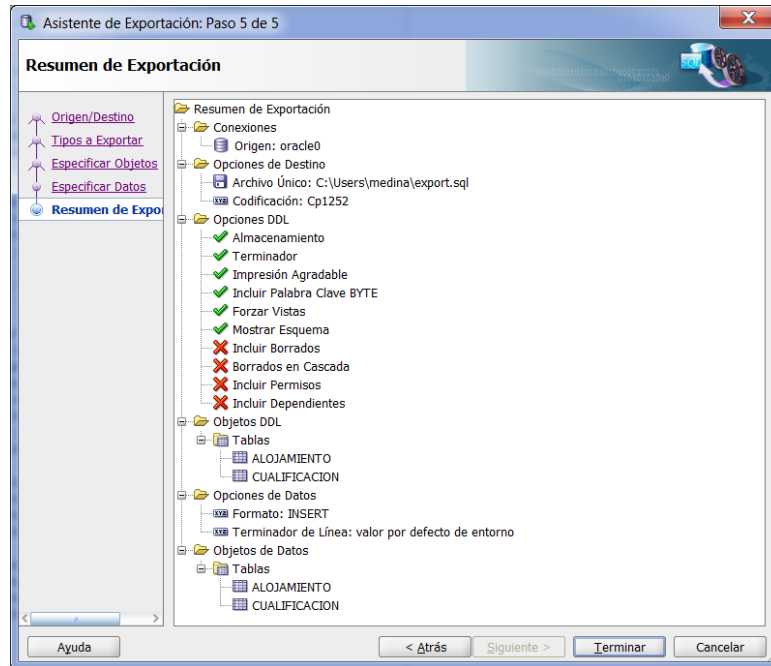 Asistente de Exportación: Paso 5 de 5
Resumen de Exportación
Origen/Destino
Tipos a Exportar
Especificar Objetos
Especificar Datos
Resumen de Expo
Resumen de Exportación
Conexiones
Origen: oracle0
Opciones de Destino
Archivo Único: C:\Users\medina\export.sql
Codificación: Cp1252
Opciones DDL
Almacenamiento
Terminador
Impresión Agradable
Incluir Palabra Clave BYTE
Forzar Vistas
Mostrar Esquema
Incluir Borrados
Borrados en Cascada
Incluir Permisos
Incluir Dependientes
Objetos DDL
Tablas
ALOJAMIENTO
CUALIFICACION
Opciones de Datos
Formato: INSERT
Terminador de Línea: valor por defecto de entorno
Objetos de Datos
Tablas
ALOJAMIENTO
CUALIFICACION
Ayuda
< Atrás
Siguiente >
Terminar
Cancelar